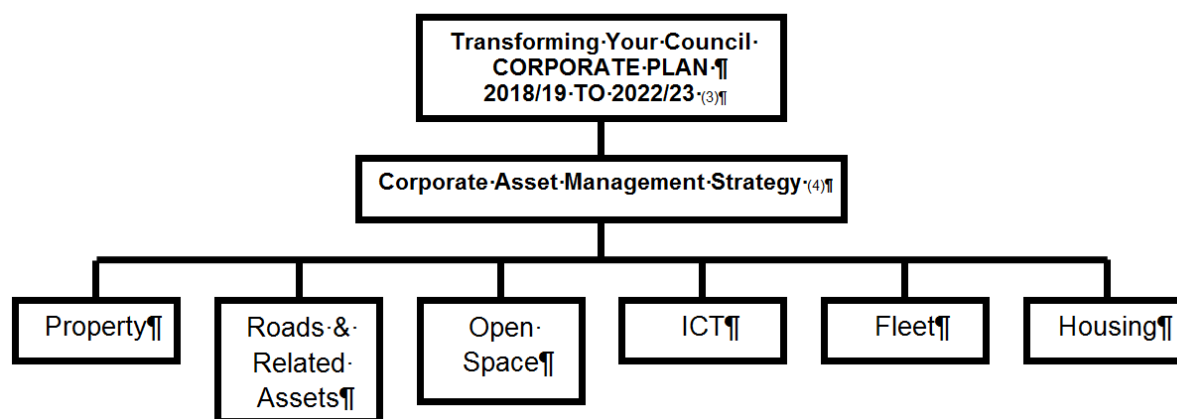 Transforming·Your·Council·
CORPORATE·PLAN·¶
2018/19·TO·2022/23·(3)¶
Corporate·Asset·Management·Strategy·(4)¶
Property¶
Roads·&·
Related·
Assets¶
Open·
Space¶
ICT¶
Fleet¶
Housing¶